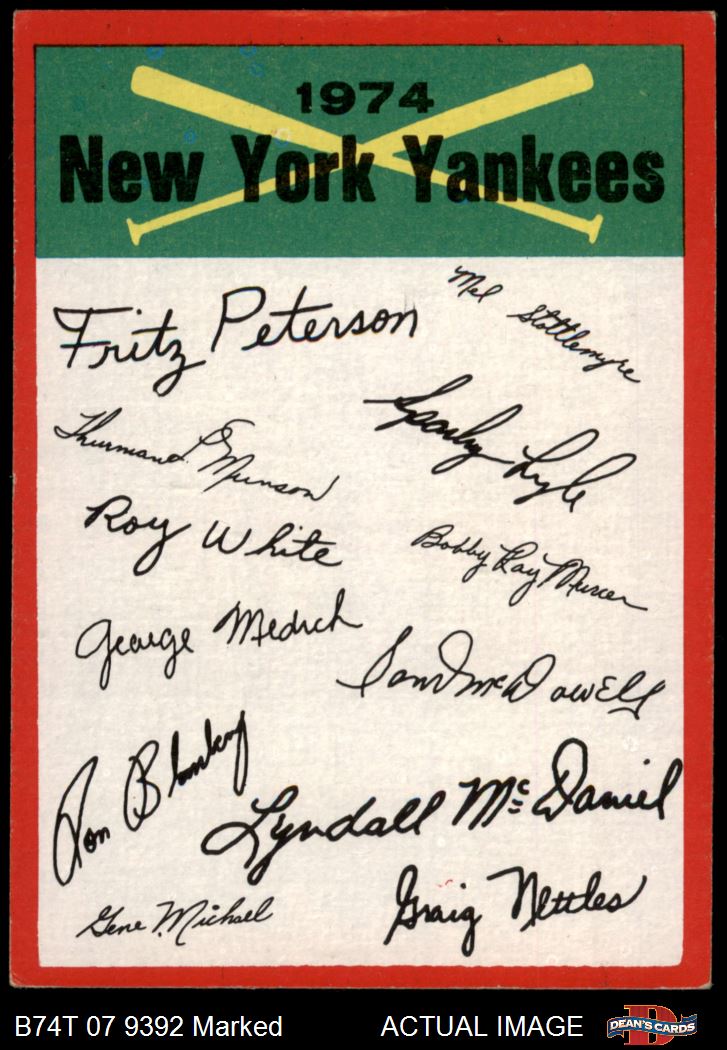 1974
New York Yankees
Fritz Peterson
Mel Stottlemyre
Thurman Munson
Sparky Lyle
Roy White
Bobby Ray Murcer
George Medich
Sam McDowell
Ron Blomberg
Lyndall McDaniel
Gene Michael
Graig Nettles
B74T 07 9392 Marked
ACTUAL IMAGE
DEAN'S CARDS